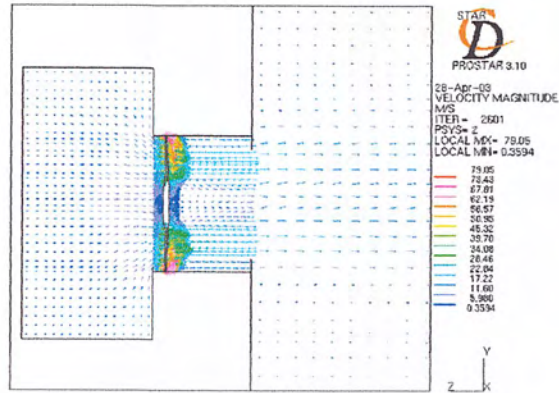 STAR
CD
PROSTAR 3.10
28-Apr-03
VELOCITY MAGNITUDE
M/S
ITER = 2601
PSYS= 2
LOCAL MX= 79.05
LOCAL MN= 0.3594
79.05
73.43
67.81
62.19
56.57
50.95
45.32
39.70
34.08
28.46
22.84
17.22
11.60
5.980
0.3594
Y
Z
X